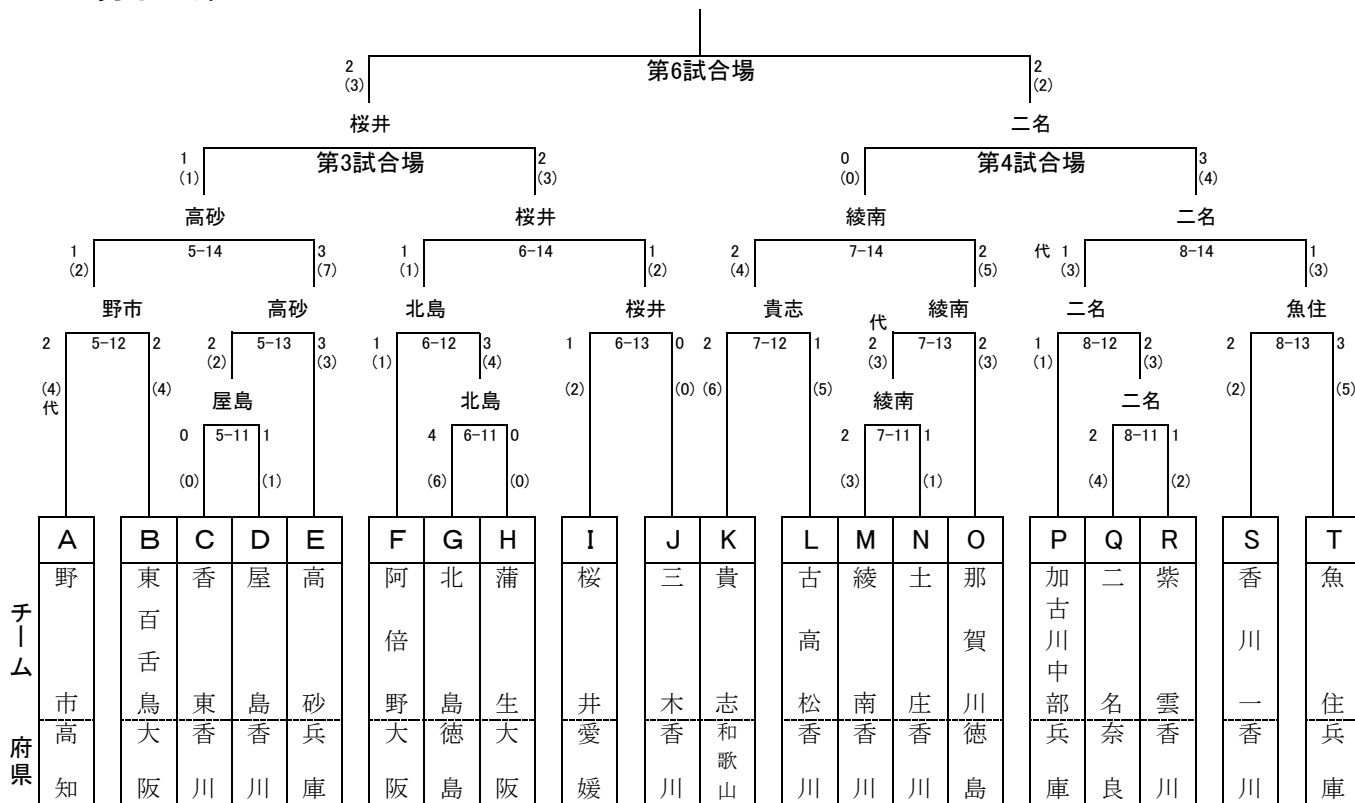 2 第6試合場 2
(3) (2)
桜井 二名
1 第3試合場 2 0 第4試合場 3
(1) (3) (0) (4)
高砂 桜井 綾南 二名
1 5-14 3 1 6-14 1 2 7-14 2 代 1 8-14 1
(2) (7) (1) (2) (4) (5) (3) (3)
野市 高砂 北島 桜井 貴志 綾南 二名 魚住
代
2 5-12 2 2 5-13 3 1 6-12 3 1 6-13 0 2 7-12 1 2 7-13 2 1 8-12 2 2 8-13 3
(2) (3) (1) (4) (3) (3) (1) (3)
(4) (4) (2) (0) (6) (5) (2) (5)
代 屋島 北島 綾南 二名
0 5-11 1 4 6-11 0 2 7-11 1 2 8-11 1
(0) (1) (6) (0) (3) (1) (4) (2)
A B C D E F G H I J K L M N O P Q R S T
チーム 野市 東百舌鳥 香東 屋島 高砂 阿倍野 北島 蒲生 桜井 三木 貴志 古高松 綾南 土庄 那賀川 加古川中部 二名 紫雲 香川一 魚住
府県 高知 大阪 香川 香川 兵庫 大阪 徳島 大阪 愛媛 香川 和歌山 香川 香川 香川 徳島 兵庫 奈良 香川 香川 兵庫